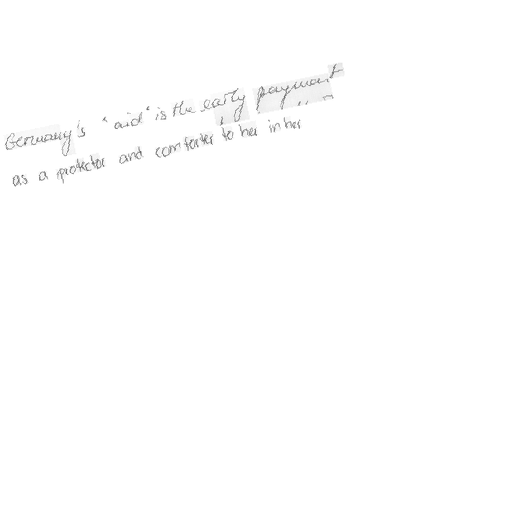 Germany's "aid" is the early payment
as a protector and comforter to her in her